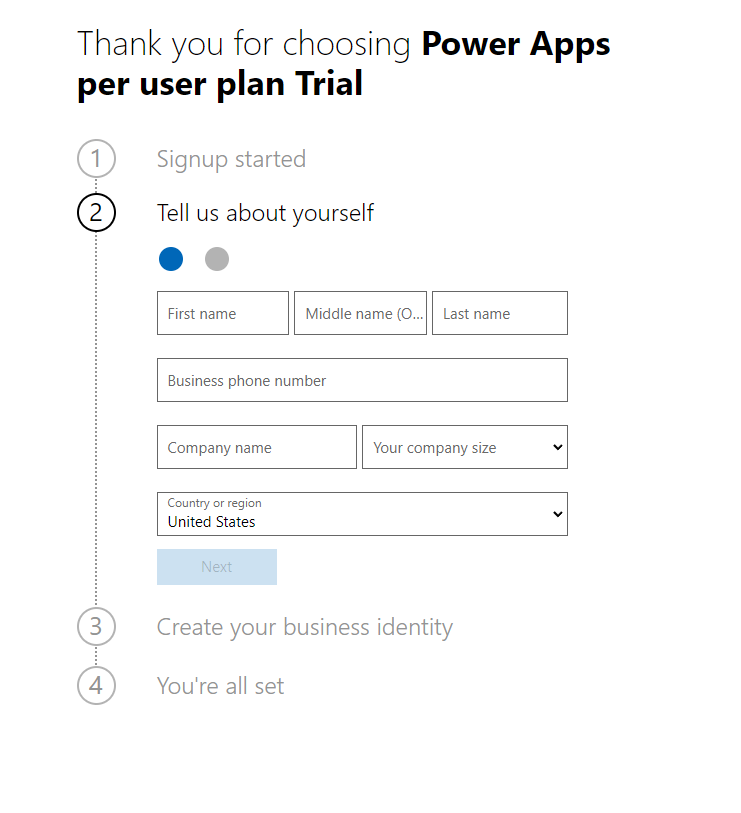 Thank you for choosing Power Apps
per user plan Trial
1 Signup started
2 Tell us about yourself
First name Middle name (O... Last name
Business phone number
Company name Your company size
Country or region
United States
Next
3 Create your business identity
4 You're all set